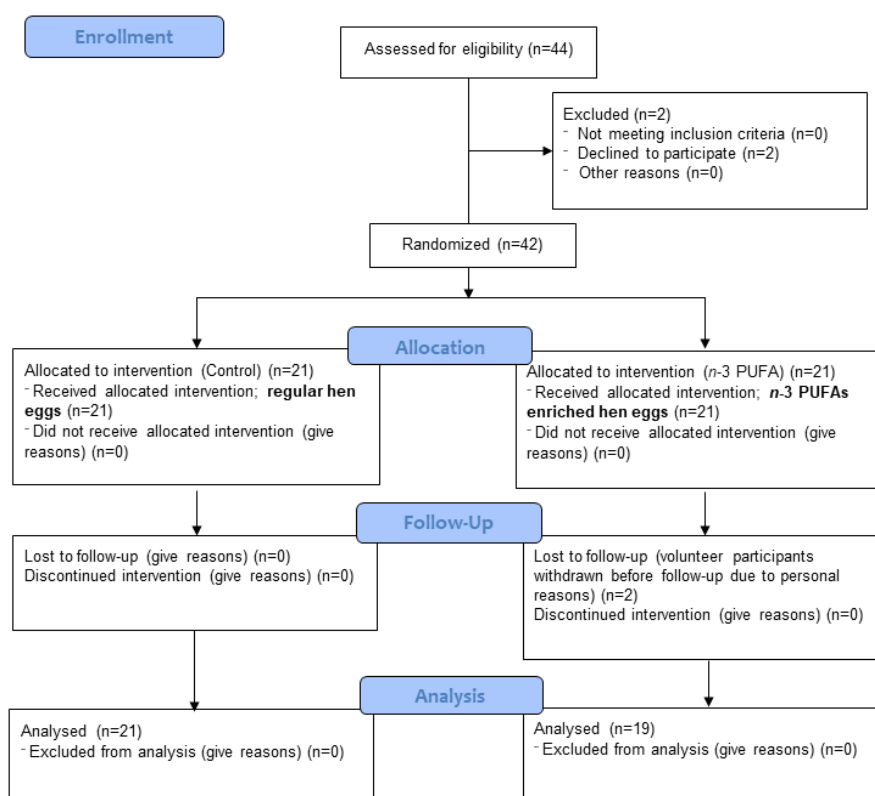 Enrollment
Assessed for eligibility (n=44)
Excluded (n=2)
- Not meeting inclusion criteria (n=0)
- Declined to participate (n=2)
- Other reasons (n=0)
Randomized (n=42)
Allocation
Allocated to intervention (Control) (n=21)
- Received allocated intervention; regular hen
eggs (n=21)
- Did not receive allocated intervention (give
reasons) (n=0)
Allocated to intervention (n-3 PUFA) (n=21)
- Received allocated intervention; n-3 PUFAs
enriched hen eggs (n=21)
- Did not receive allocated intervention (give
reasons) (n=0)
Follow-Up
Lost to follow-up (give reasons) (n=0)
Discontinued intervention (give reasons) (n=0)
Lost to follow-up (volunteer participants
withdrawn before follow-up due to personal
reasons) (n=2)
Discontinued intervention (give reasons) (n=0)
Analysis
Analysed (n=21)
- Excluded from analysis (give reasons) (n=0)
Analysed (n=19)
- Excluded from analysis (give reasons) (n=0)